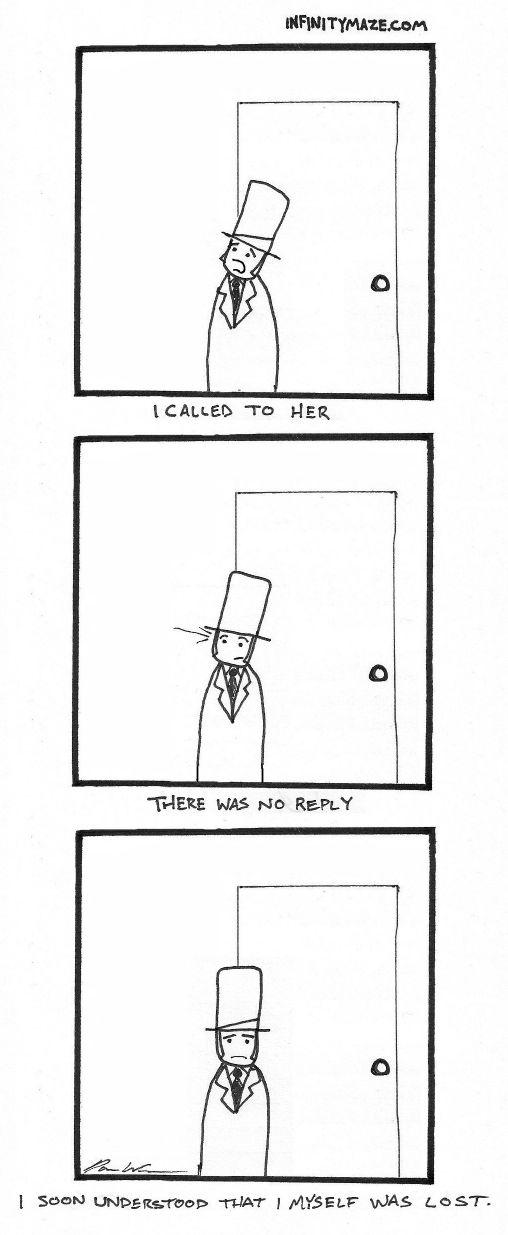 INFINITYMAZE.COM
I CALLED TO HER
THERE WAS NO REPLY
I SOON UNDERSTOOD THAT I MYSELF WAS LOST.